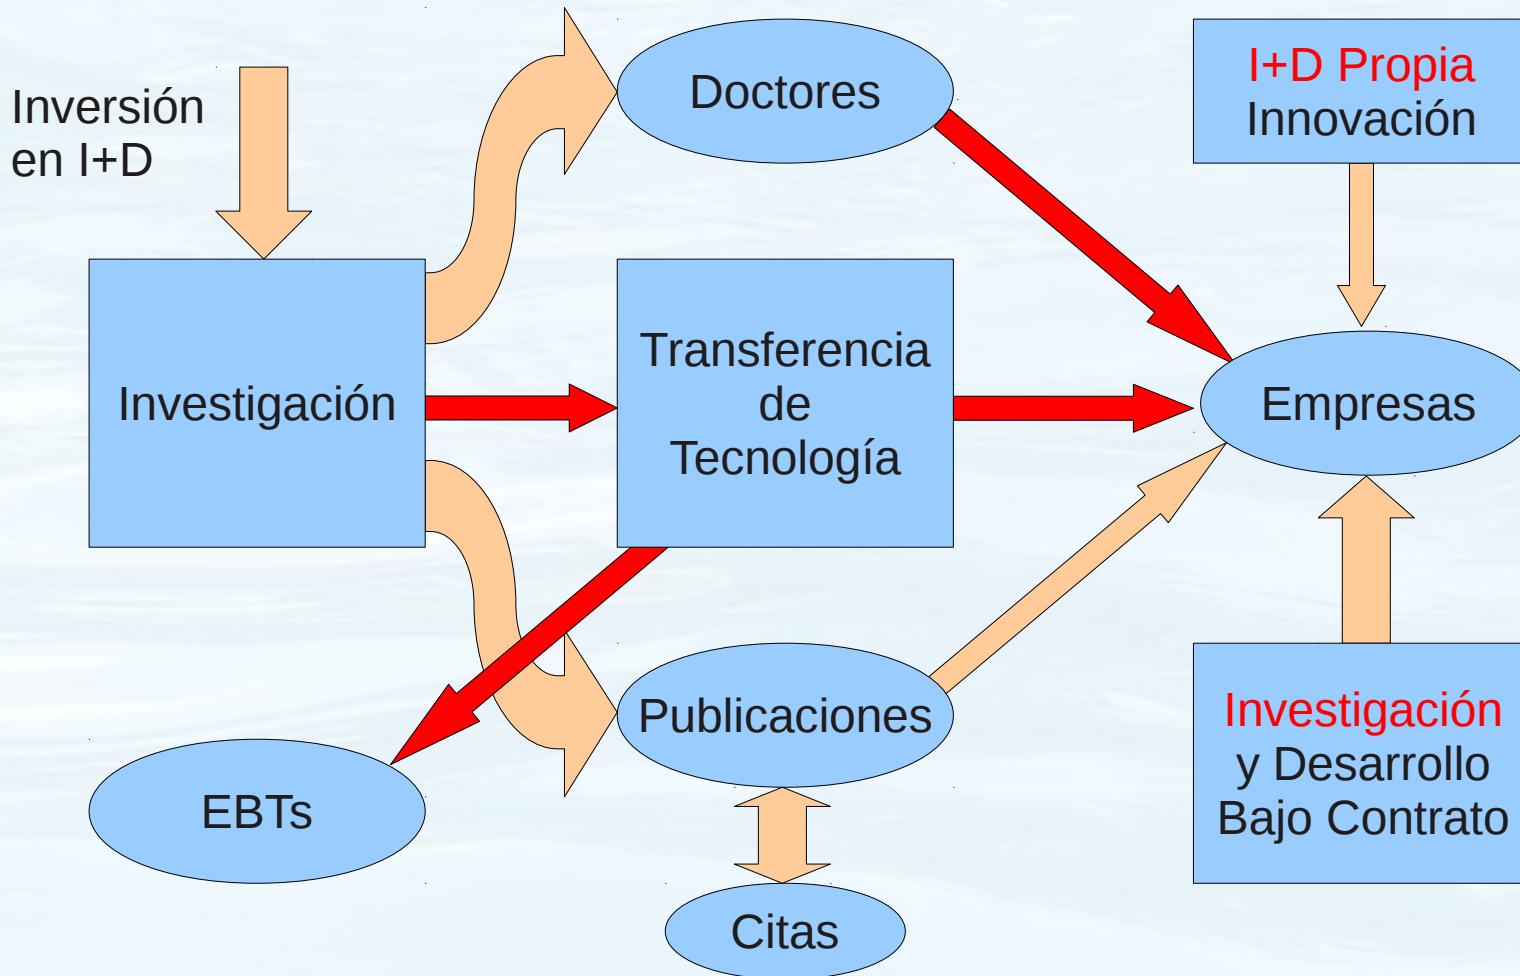 Inversión
en I+D
Doctores
I+D Propia
Innovación
Investigación
Transferencia
de
Tecnología
Empresas
Publicaciones
EBTs
Citas
Investigación
y Desarrollo
Bajo Contrato